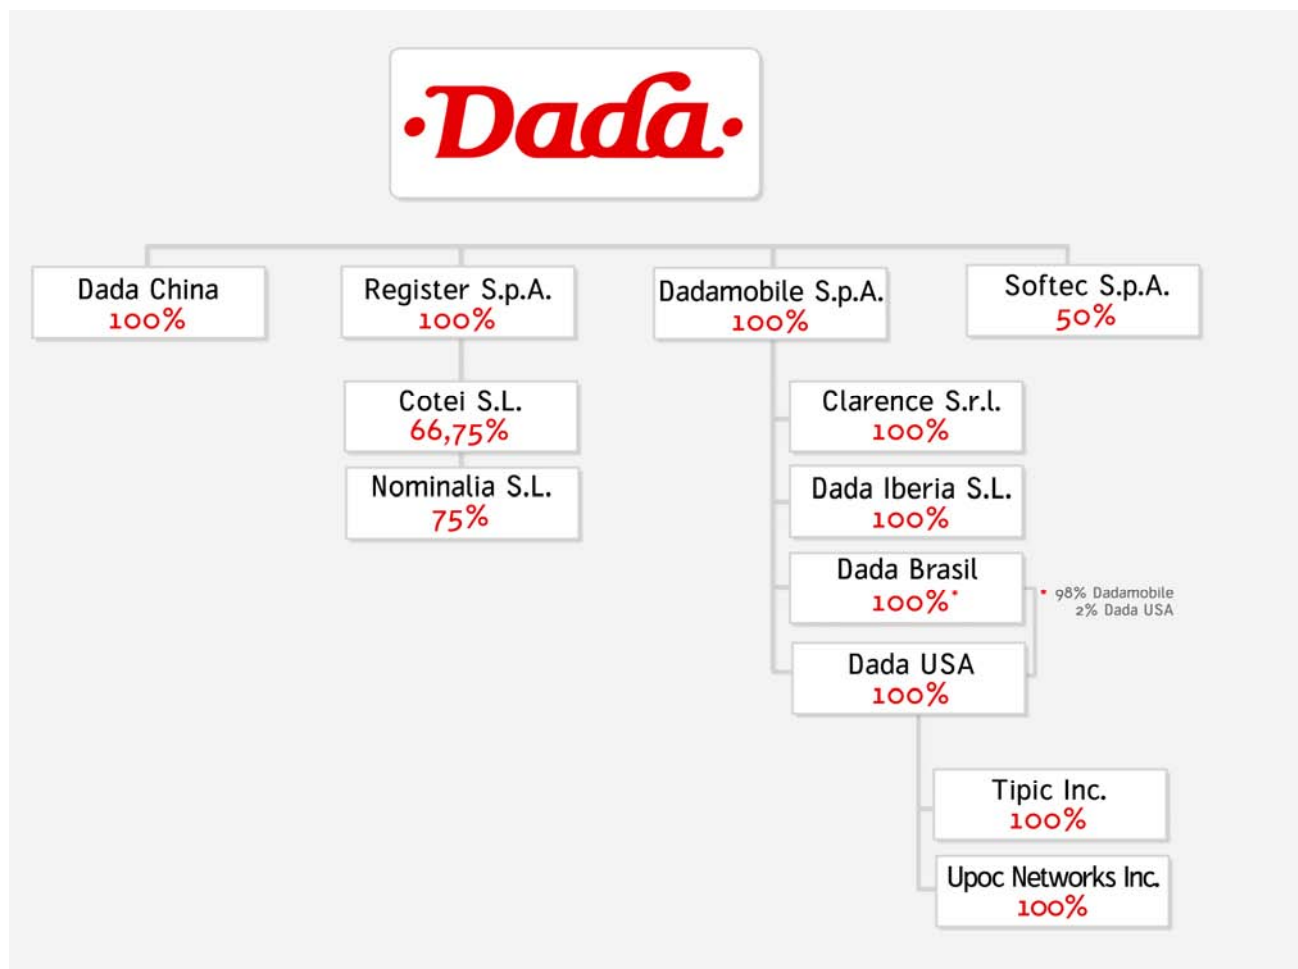 ·Dada·
Dada China
100%
Register S.p.A.
100%
Dadamobile S.p.A.
100%
Softec S.p.A.
50%
Cotei S.L.
66,75%
Nominalia S.L.
75%
Clarence S.r.l.
100%
Dada Iberia S.L.
100%
Dada Brasil
100%*
* 98% Dadamobile
2% Dada USA
Dada USA
100%
Tipic Inc.
100%
Upoc Networks Inc.
100%